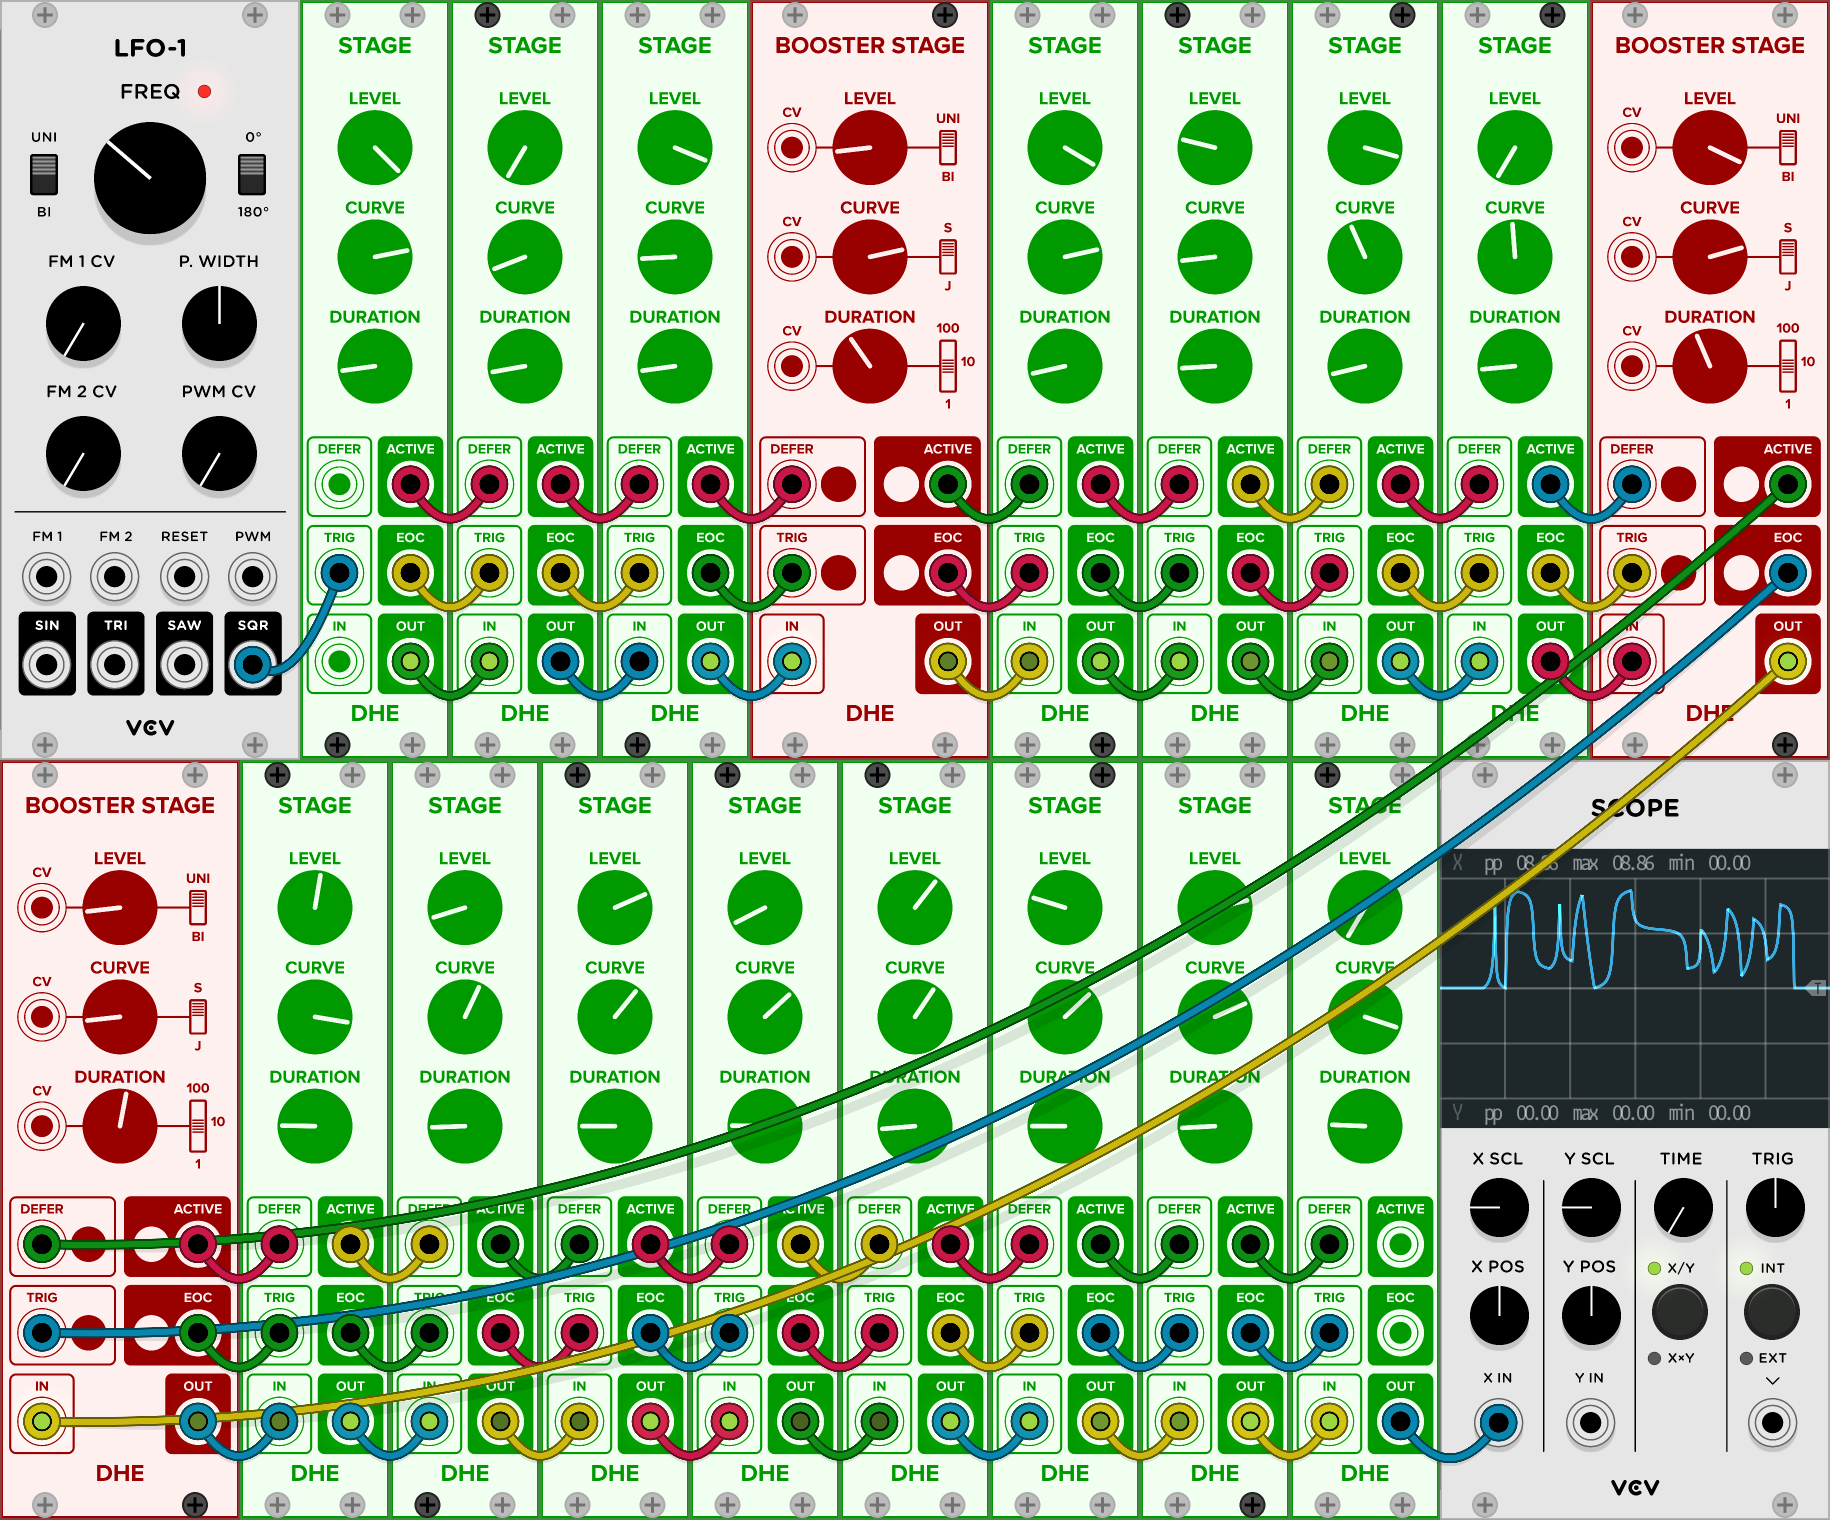 LFO-1
FREQ
UNI 0°
BI 180°
FM 1 CV P. WIDTH
FM 2 CV PWM CV
FM 1 FM 2 RESET PWM
SIN TRI SAW SQR
VCV
STAGE
LEVEL
CURVE
DURATION
DEFER ACTIVE
TRIG EOC
IN OUT
DHE
STAGE
LEVEL
CURVE
DURATION
DEFER ACTIVE
TRIG EOC
IN OUT
DHE
STAGE
LEVEL
CURVE
DURATION
DEFER ACTIVE
TRIG EOC
IN OUT
DHE
BOOSTER STAGE
LEVEL
CV UNI
BI
CURVE
CV S
J
DURATION
CV 100
10
1
DEFER ACTIVE
TRIG EOC
IN OUT
DHE
STAGE
LEVEL
CURVE
DURATION
DEFER ACTIVE
TRIG EOC
IN OUT
DHE
STAGE
LEVEL
CURVE
DURATION
DEFER ACTIVE
TRIG EOC
IN OUT
DHE
STAGE
LEVEL
CURVE
DURATION
DEFER ACTIVE
TRIG EOC
IN OUT
DHE
STAGE
LEVEL
CURVE
DURATION
DEFER ACTIVE
TRIG EOC
IN OUT
DHE
BOOSTER STAGE
LEVEL
CV UNI
BI
CURVE
CV S
J
DURATION
CV 100
10
1
DEFER ACTIVE
TRIG EOC
IN OUT
DHE
BOOSTER STAGE
LEVEL
CV UNI
BI
CURVE
CV S
J
DURATION
CV 100
10
1
DEFER ACTIVE
TRIG EOC
IN OUT
DHE
STAGE
LEVEL
CURVE
DURATION
DEFER ACTIVE
TRIG EOC
IN OUT
DHE
STAGE
LEVEL
CURVE
DURATION
DEFER ACTIVE
TRIG EOC
IN OUT
DHE
STAGE
LEVEL
CURVE
DURATION
DEFER ACTIVE
TRIG EOC
IN OUT
DHE
STAGE
LEVEL
CURVE
DURATION
DEFER ACTIVE
TRIG EOC
IN OUT
DHE
STAGE
LEVEL
CURVE
DURATION
DEFER ACTIVE
TRIG EOC
IN OUT
DHE
STAGE
LEVEL
CURVE
DURATION
DEFER ACTIVE
TRIG EOC
IN OUT
DHE
STAGE
LEVEL
CURVE
DURATION
DEFER ACTIVE
TRIG EOC
IN OUT
DHE
STAGE
LEVEL
CURVE
DURATION
DEFER ACTIVE
TRIG EOC
IN OUT
DHE
SCOPE
X pp 08.86 max 08.86 min 00.00
T
Y pp 00.00 max 00.00 min 00.00
X SCL Y SCL TIME TRIG
X POS Y POS X/Y INT
X×Y EXT
X IN Y IN
VCV